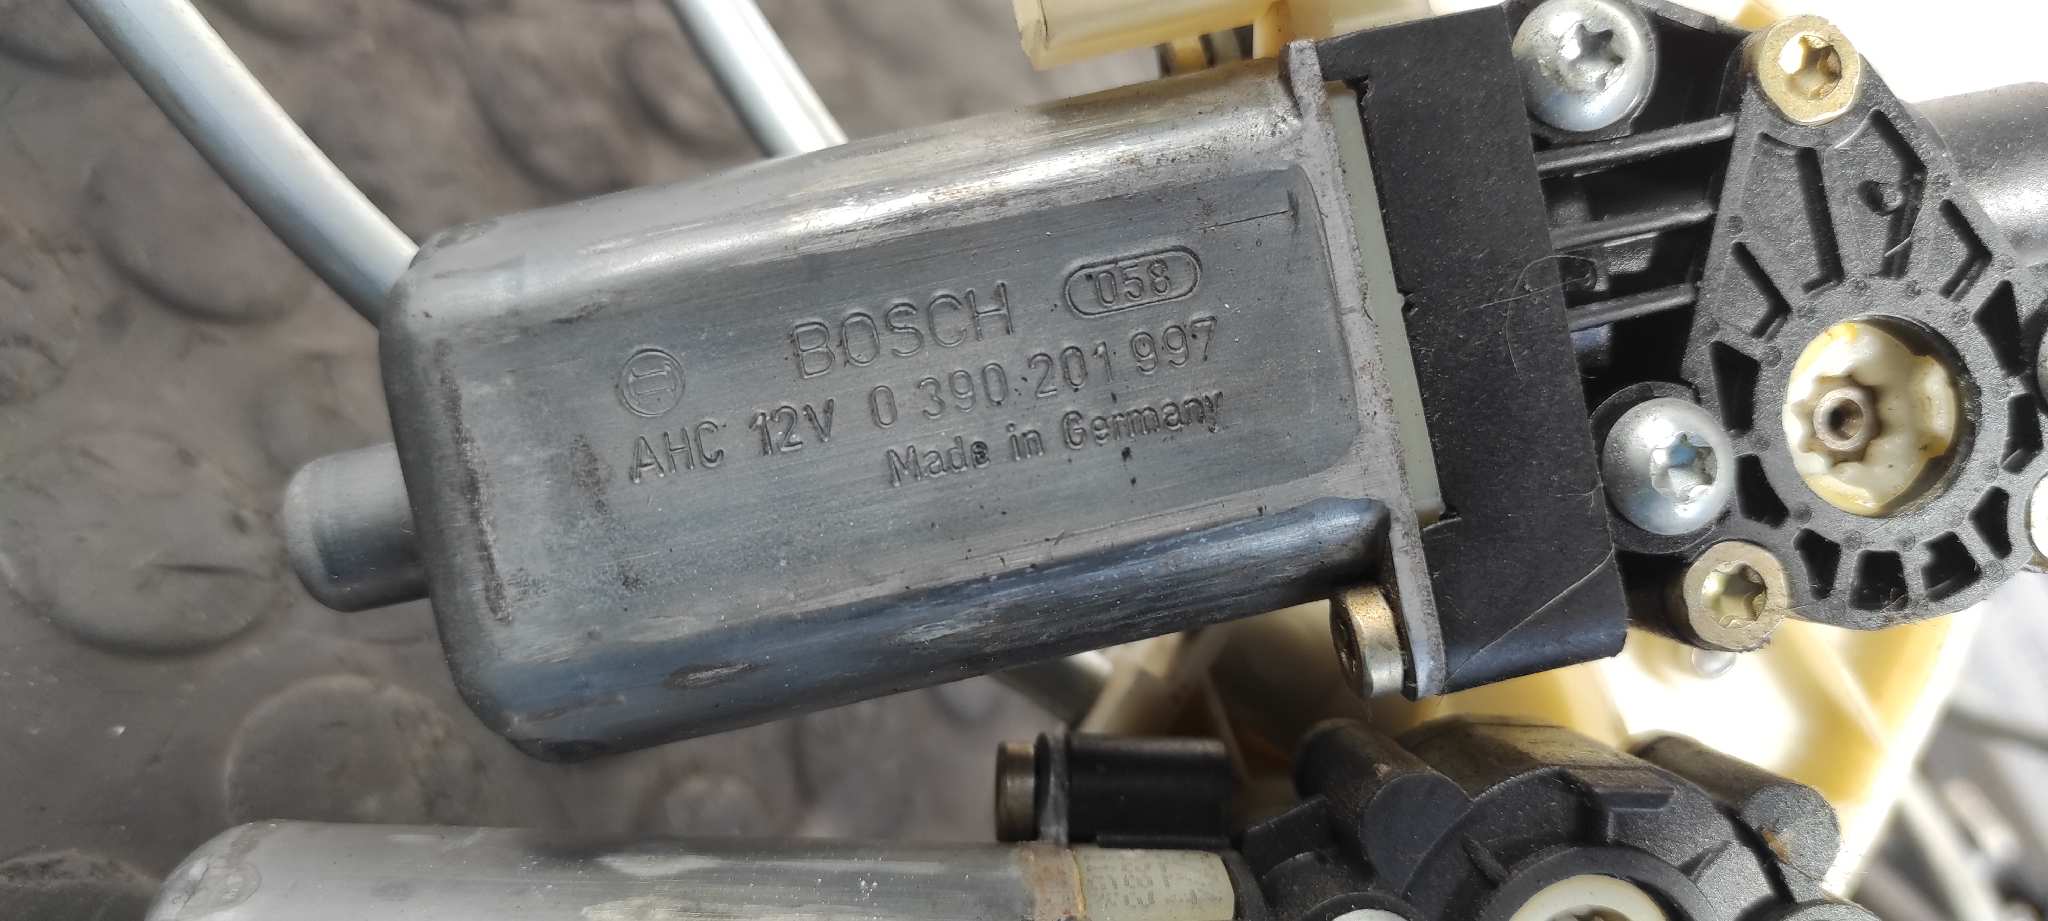 BOSCH 058
AHC 12V 0 390 201 997
Made in Germany